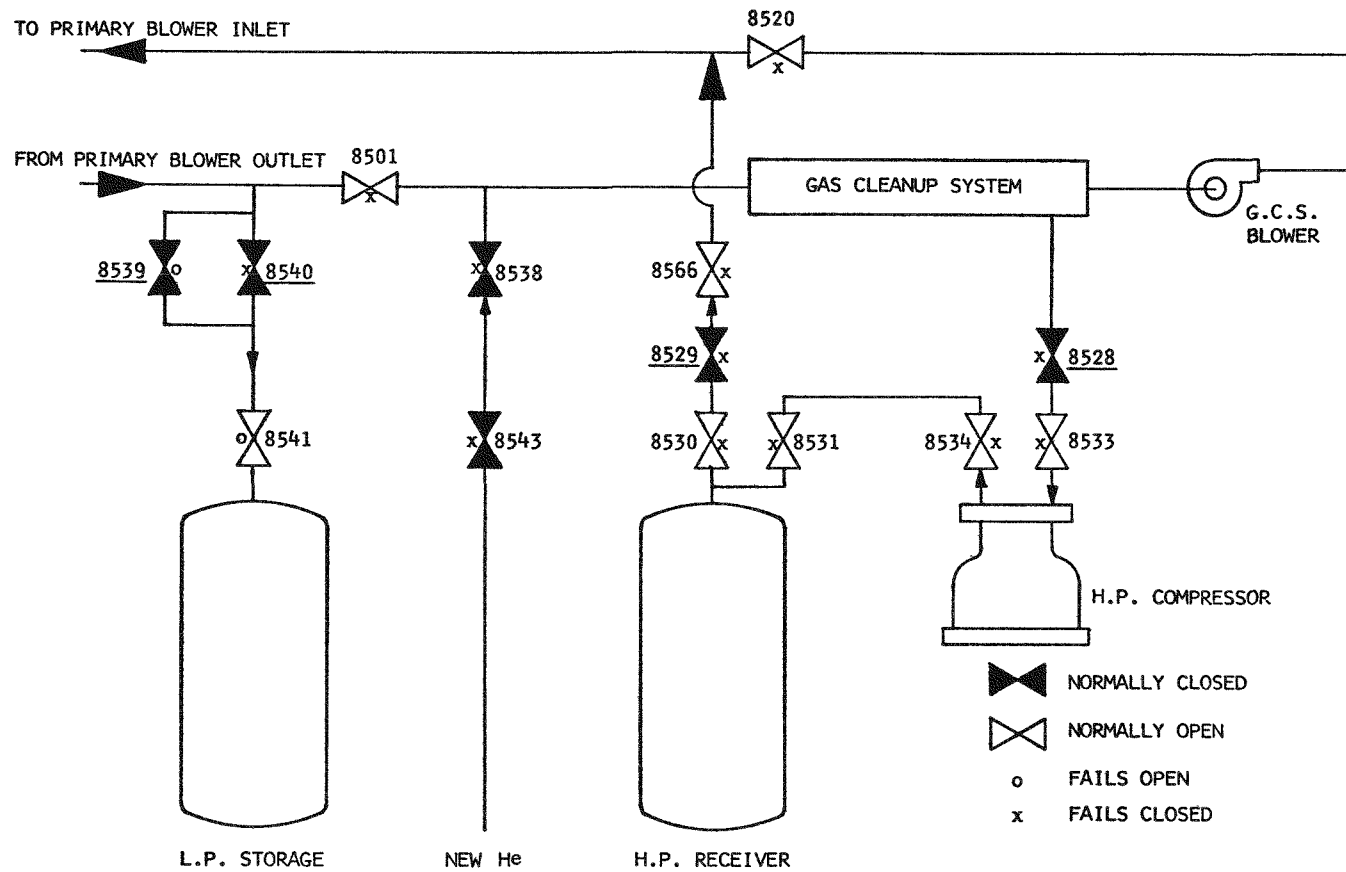 TO PRIMARY BLOWER INLET
8520
FROM PRIMARY BLOWER OUTLET
8501
GAS CLEANUP SYSTEM
G.C.S.
BLOWER
8539
o
x
8540
x
8538
8566
x
8529
x
x
8528
o
8541
x
8543
8530
x
x
8531
8534
x
x
8533
x
x
H.P. COMPRESSOR
NORMALLY CLOSED
NORMALLY OPEN
o FAILS OPEN
x FAILS CLOSED
L.P. STORAGE
NEW He
H.P. RECEIVER